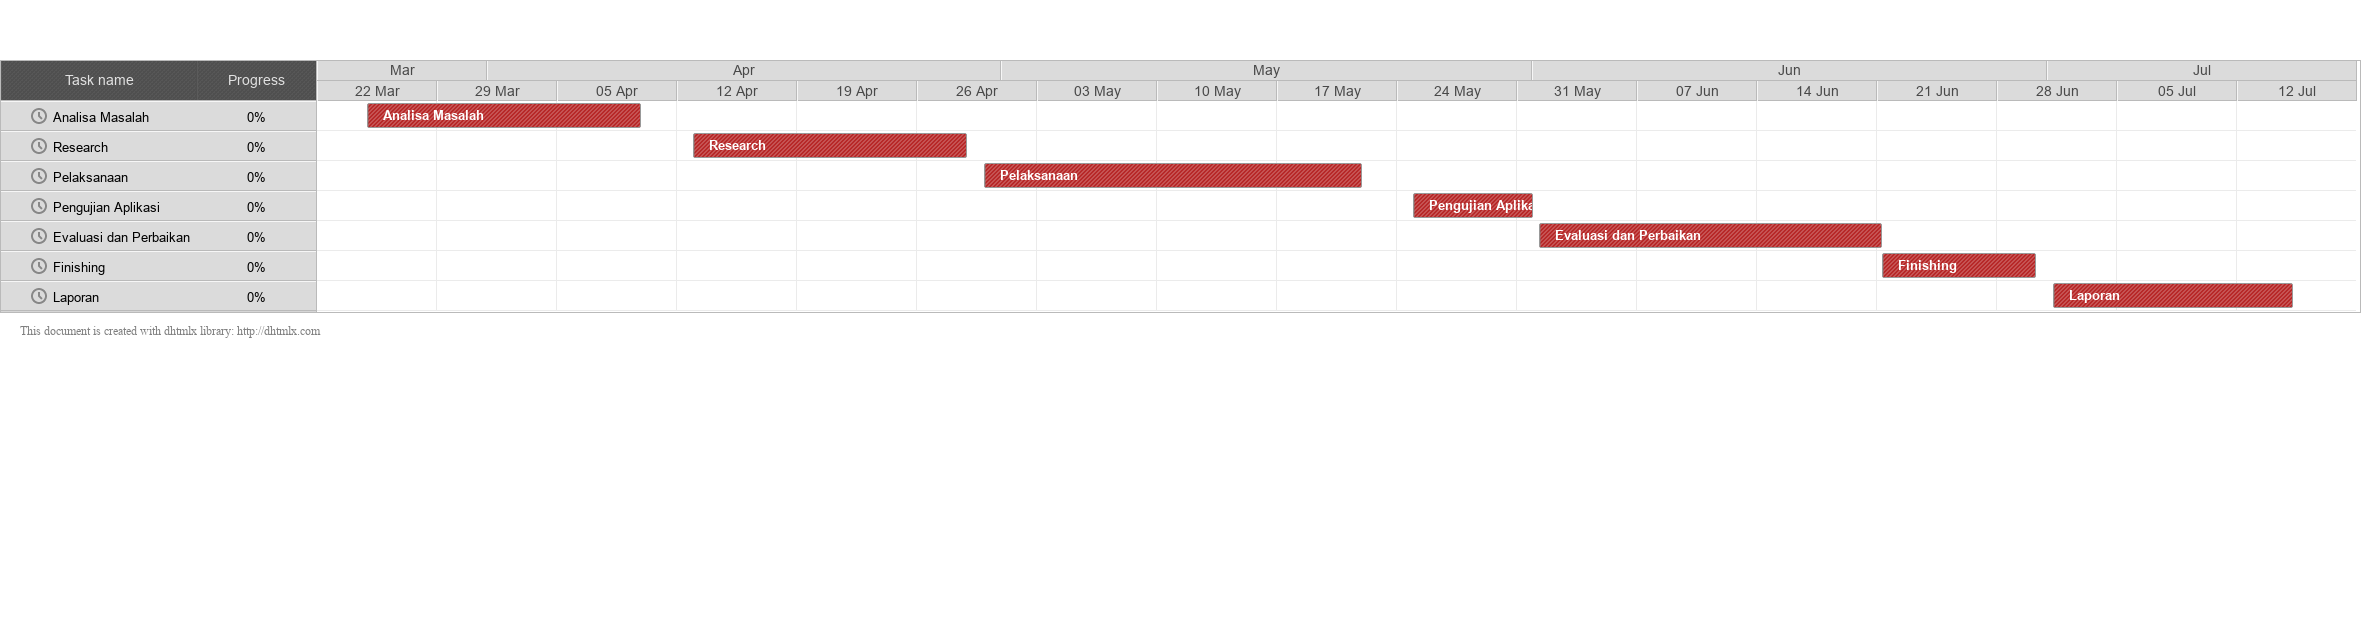 Task name Progress Mar Apr May Jun Jul
22 Mar 29 Mar 05 Apr 12 Apr 19 Apr 26 Apr 03 May 10 May 17 May 24 May 31 May 07 Jun 14 Jun 21 Jun 28 Jun 05 Jul 12 Jul
Analisa Masalah 0% Analisa Masalah
Research 0% Research
Pelaksanaan 0% Pelaksanaan
Pengujian Aplikasi 0% Pengujian Aplika
Evaluasi dan Perbaikan 0% Evaluasi dan Perbaikan
Finishing 0% Finishing
Laporan 0% Laporan
This document is created with dhtmlx library: http://dhtmlx.com